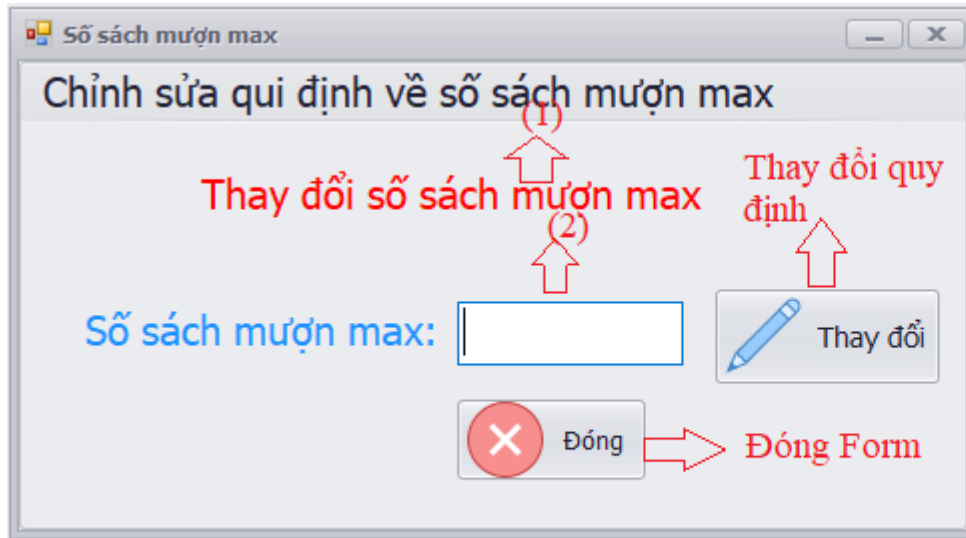 Số sách mượn max
Chỉnh sửa qui định về số sách mượn max
(1)
Thay đổi số sách mượn max
Thay đổi quy
định
(2)
Số sách mượn max:
Thay đổi
Đóng
Đóng Form